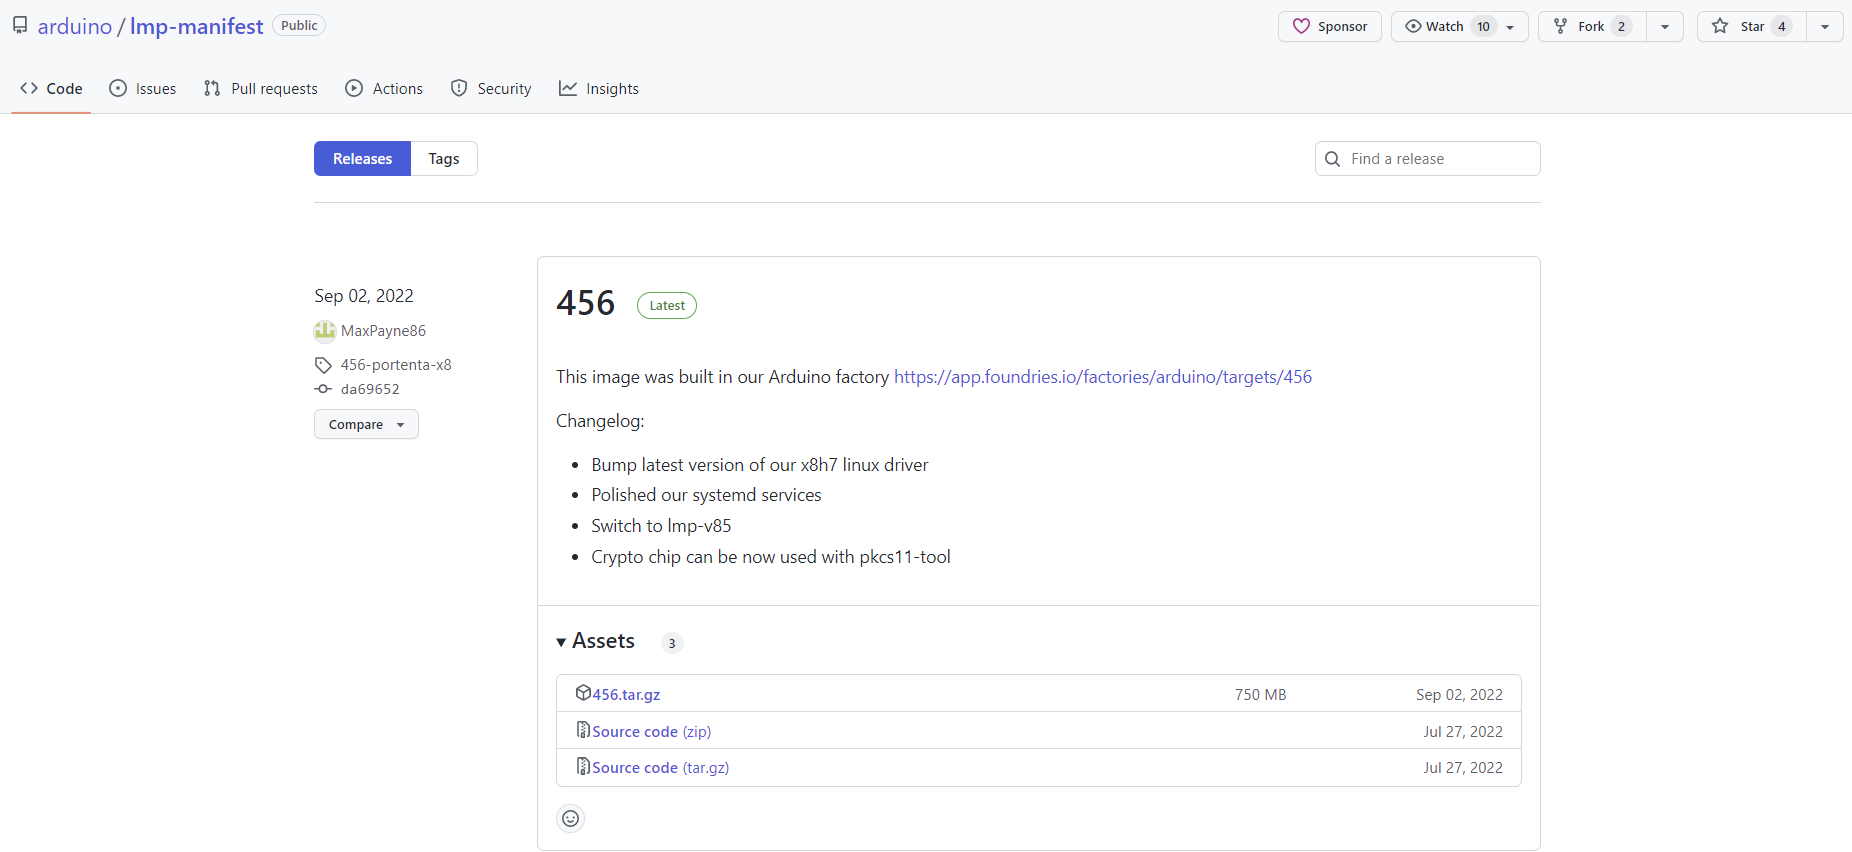 arduino / lmp-manifest Public
Sponsor Watch 10 Fork 2 Star 4
Code Issues Pull requests Actions Security Insights
Releases Tags
Find a release
Sep 02, 2022
MaxPayne86
456-portenta-x8
da69652
Compare
456 Latest
This image was built in our Arduino factory https://app.foundries.io/factories/arduino/targets/456
Changelog:
• Bump latest version of our x8h7 linux driver
• Polished our systemd services
• Switch to lmp-v85
• Crypto chip can be now used with pkcs11-tool
Assets 3
456.tar.gz 750 MB Sep 02, 2022
Source code (zip) Jul 27, 2022
Source code (tar.gz) Jul 27, 2022